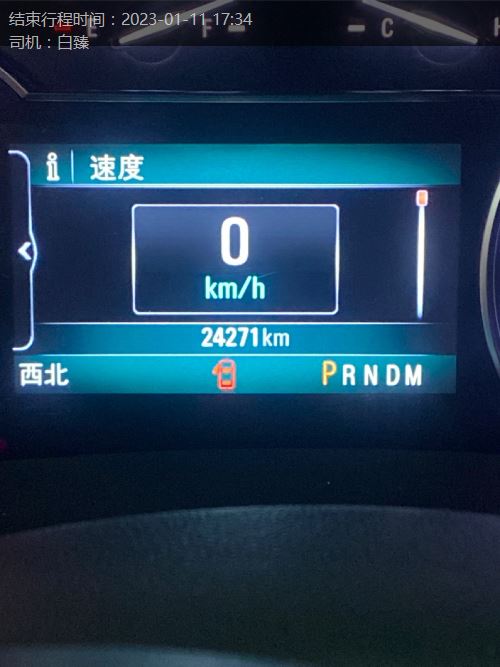 结束行程时间：2023-01-11-17:34
司机：白臻
E F C H
i 速度
0
km/h
24271km
西北 PRNDM